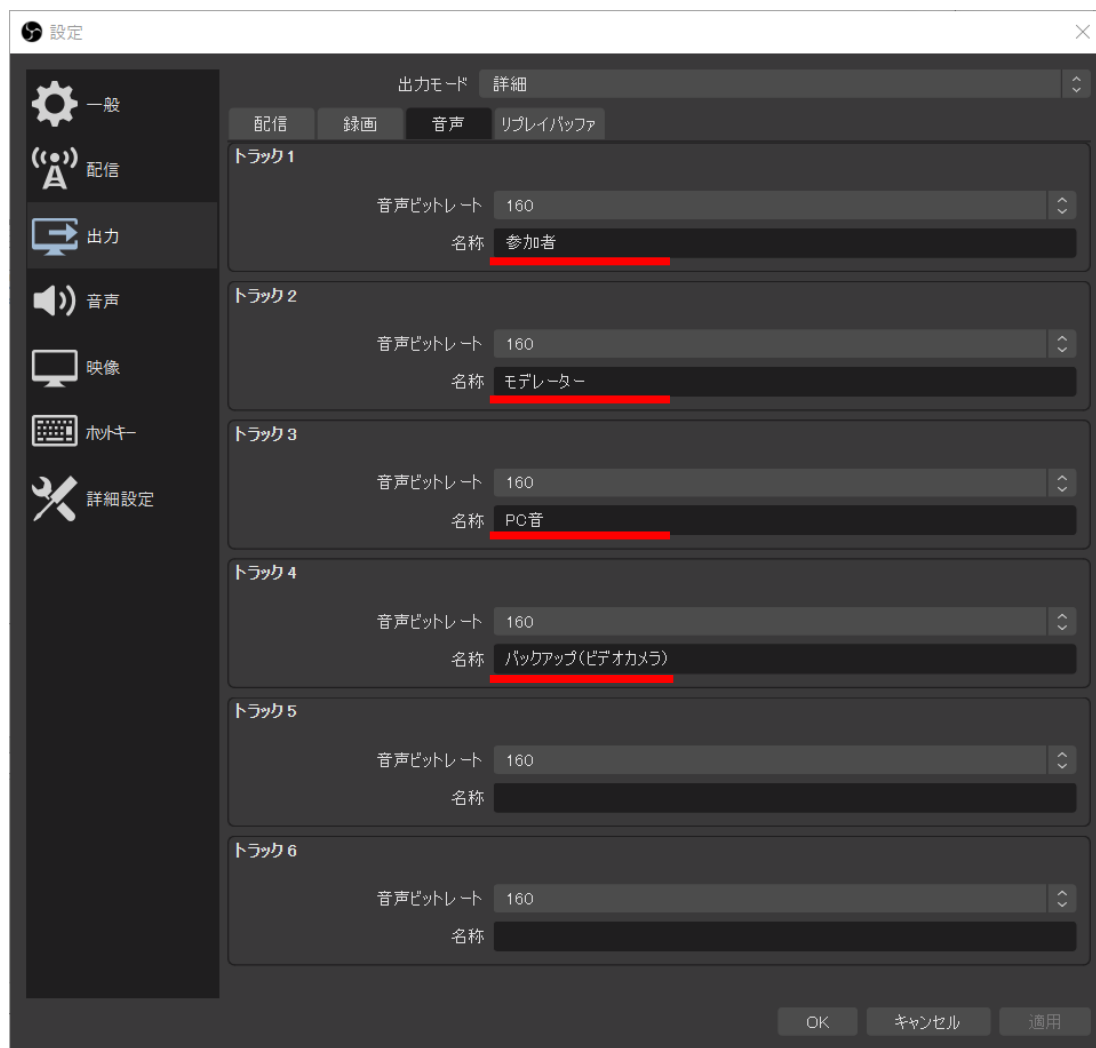 設定
出力モード 詳細
一般
配信
出力
音声
映像
ホットキー
詳細設定
配信 録画 音声 リプレイバッファ
トラック1
音声ビットレート 160
名称 参加者
トラック2
音声ビットレート 160
名称 モデレーター
トラック3
音声ビットレート 160
名称 PC音
トラック4
音声ビットレート 160
名称 バックアップ(ビデオカメラ)
トラック5
音声ビットレート 160
名称
トラック6
音声ビットレート 160
名称
OK キャンセル 適用